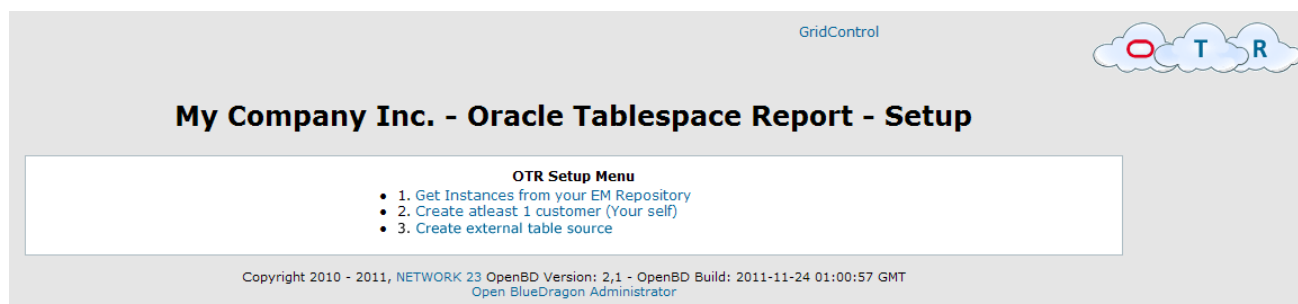 GridControl
O T R
My Company Inc. - Oracle Tablespace Report - Setup
OTR Setup Menu
• 1. Get Instances from your EM Repository
• 2. Create atleast 1 customer (Your self)
• 3. Create external table source
Copyright 2010 - 2011, NETWORK 23 OpenBD Version: 2,1 - OpenBD Build: 2011-11-24 01:00:57 GMT
Open BlueDragon Administrator